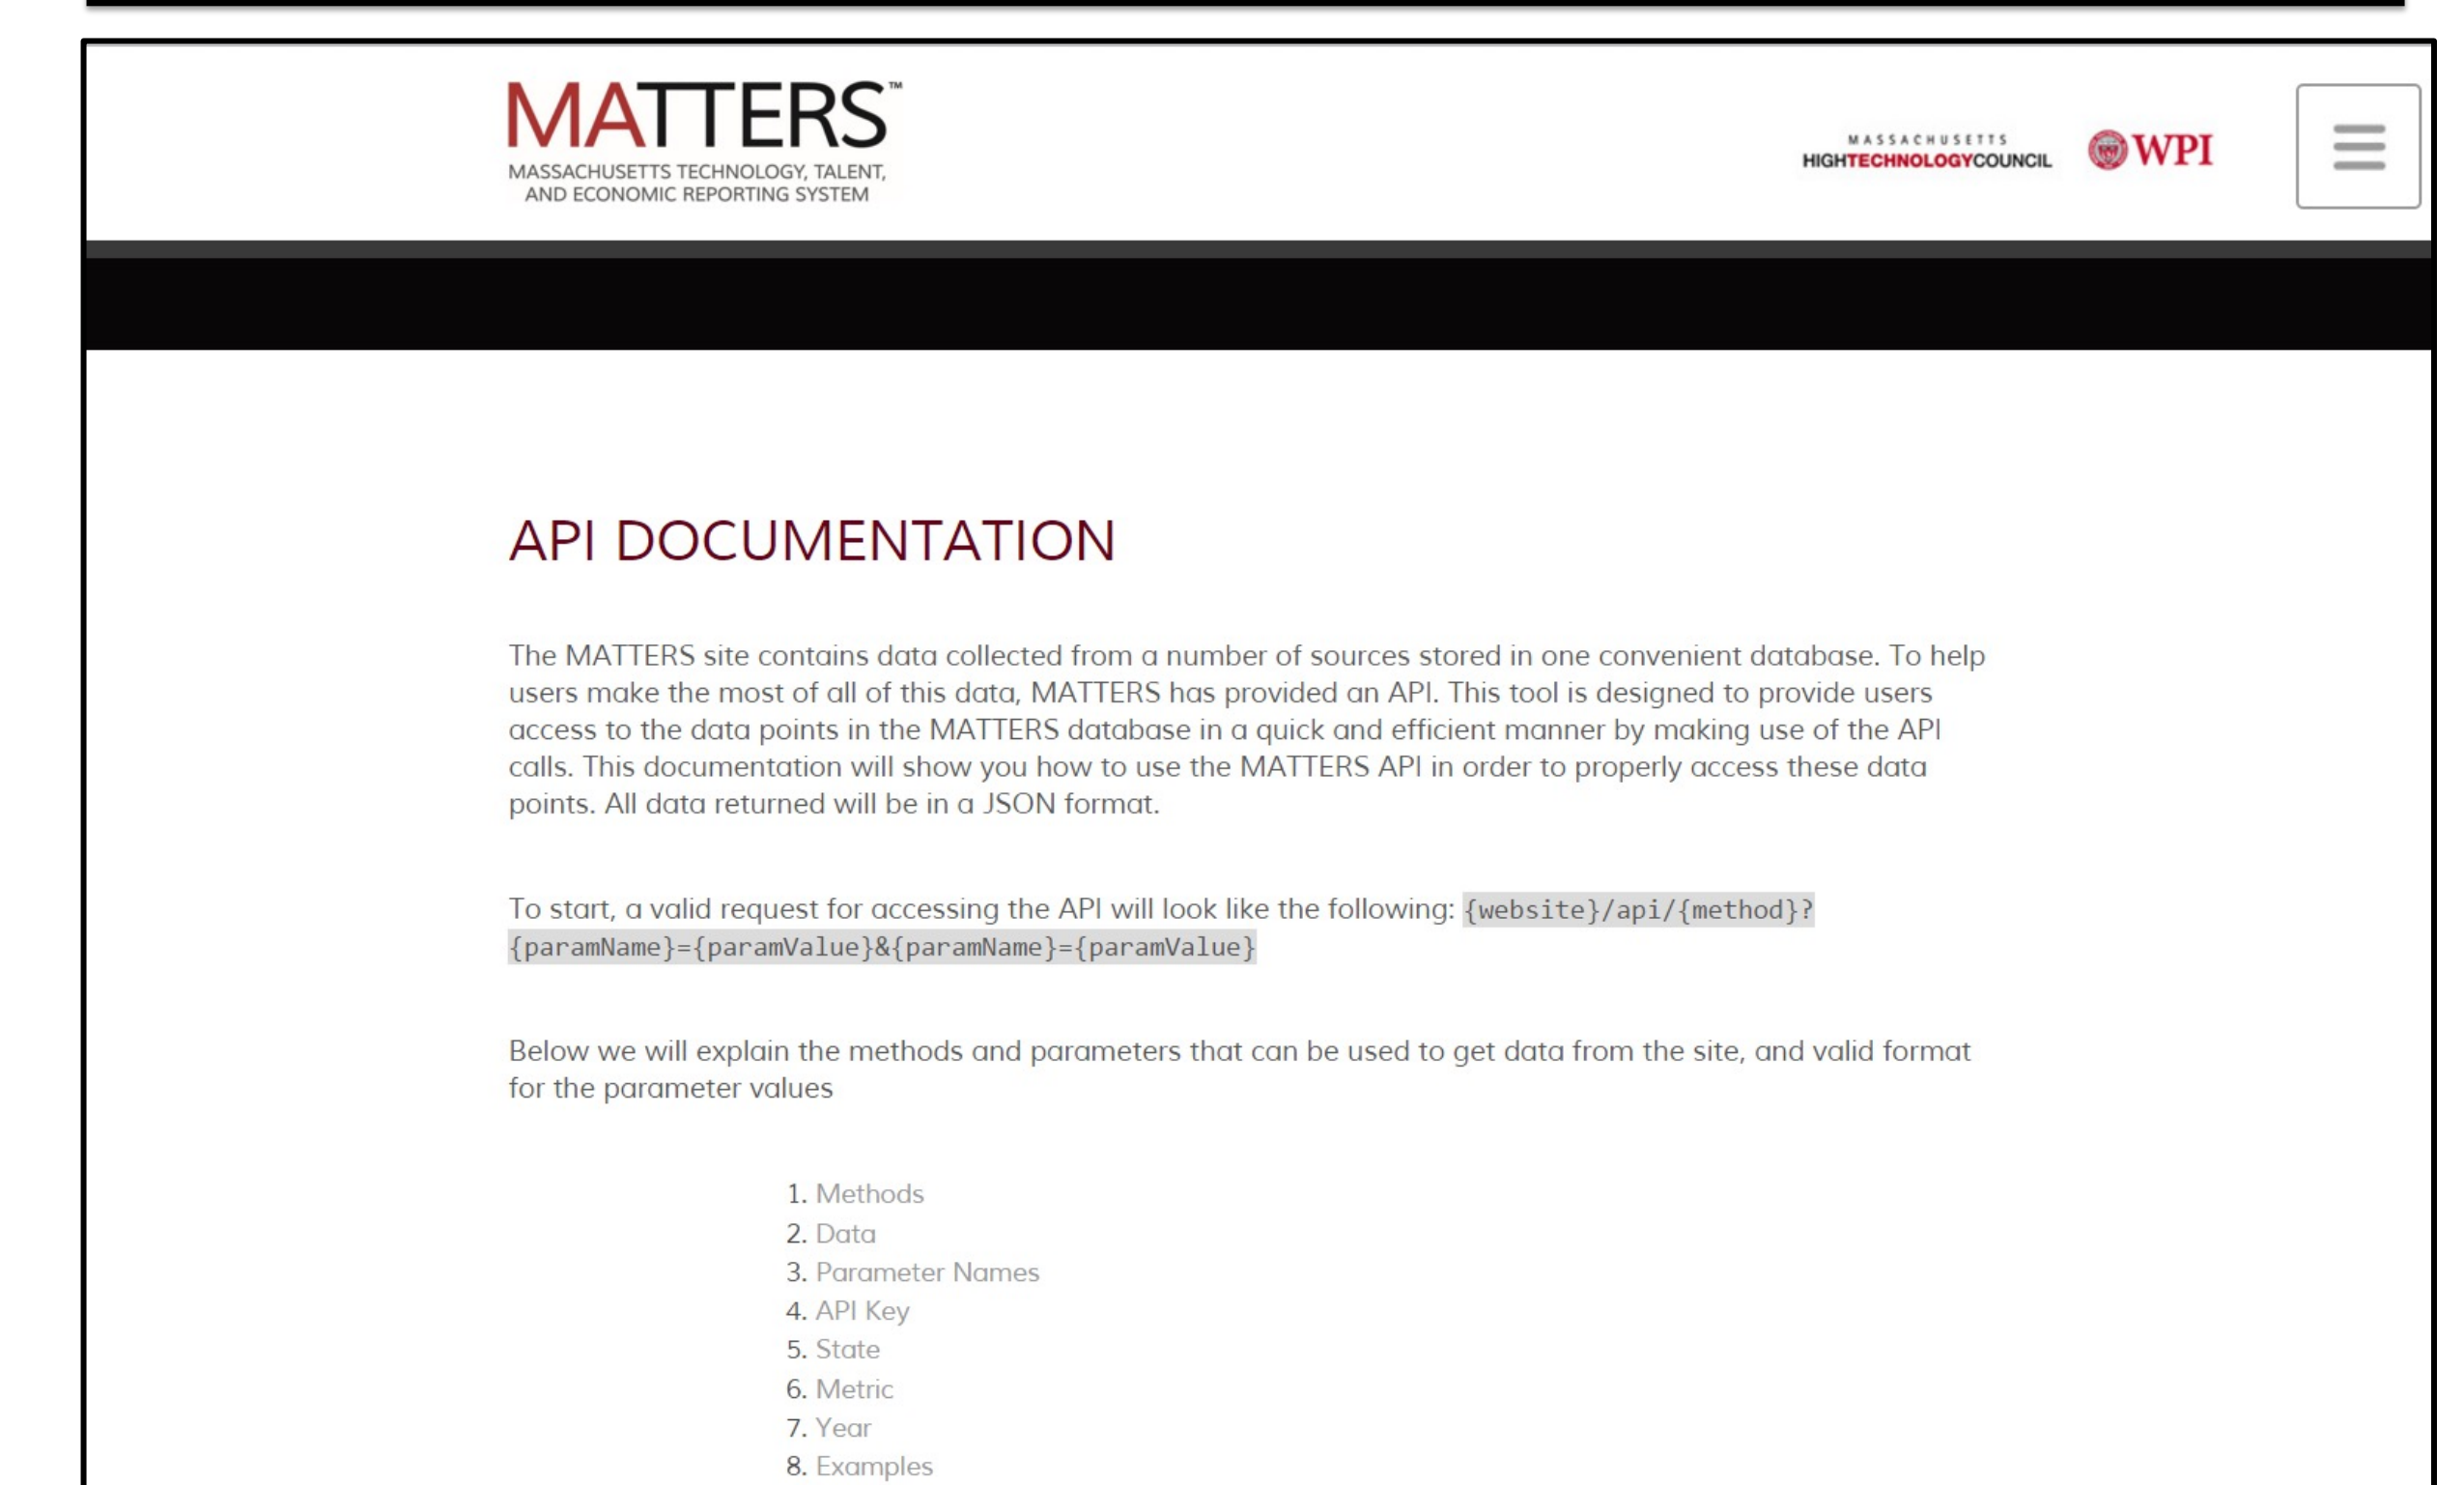 MATTERS™
MASSACHUSETTS TECHNOLOGY, TALENT,
AND ECONOMIC REPORTING SYSTEM
MASSACHUSETTS
HIGHTECHNOLOGYCOUNCIL
WPI
API DOCUMENTATION
The MATTERS site contains data collected from a number of sources stored in one convenient database. To help
users make the most of all of this data, MATTERS has provided an API. This tool is designed to provide users
access to the data points in the MATTERS database in a quick and efficient manner by making use of the API
calls. This documentation will show you how to use the MATTERS API in order to properly access these data
points. All data returned will be in a JSON format.
To start, a valid request for accessing the API will look like the following: {website}/api/{method}?
{paramName}={paramValue}&{paramName}={paramValue}
Below we will explain the methods and parameters that can be used to get data from the site, and valid format
for the parameter values
1. Methods
2. Data
3. Parameter Names
4. API Key
5. State
6. Metric
7. Year
8. Examples